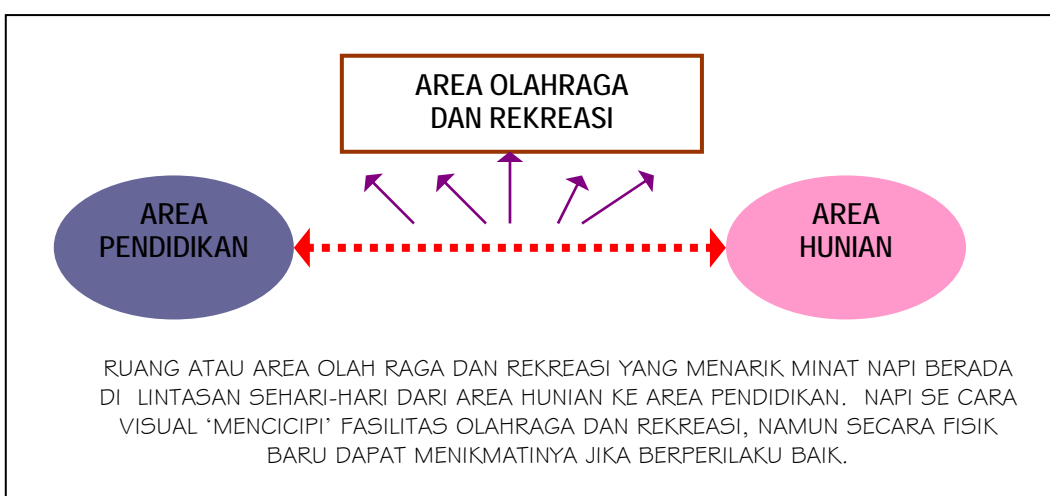 AREA OLAHRAGA
DAN REKREASI
AREA
PENDIDIKAN
AREA
HUNIAN
RUANG ATAU AREA OLAH RAGA DAN REKREASI YANG MENARIK MINAT NAPI BERADA
DI LINTASAN SEHARI-HARI DARI AREA HUNIAN KE AREA PENDIDIKAN. NAPI SE CARA
VISUAL ‘MENCICIPI’ FASILITAS OLAHRAGA DAN REKREASI, NAMUN SECARA FISIK
BARU DAPAT MENIKMATINYA JIKA BERPERILAKU BAIK.